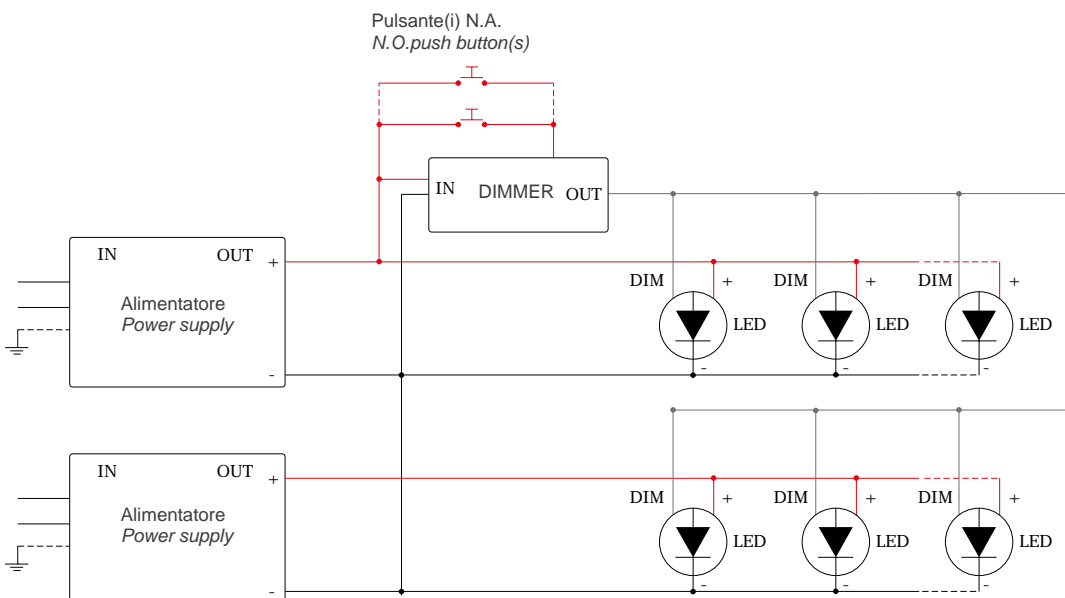 Pulsante(i) N.A.
N.O.push button(s)
IN DIMMER OUT
IN OUT +
Alimentatore
Power supply
-
DIM + DIM + DIM +
LED LED LED
- - -
IN OUT +
Alimentatore
Power supply
-
DIM + DIM + DIM +
LED LED LED
- - -